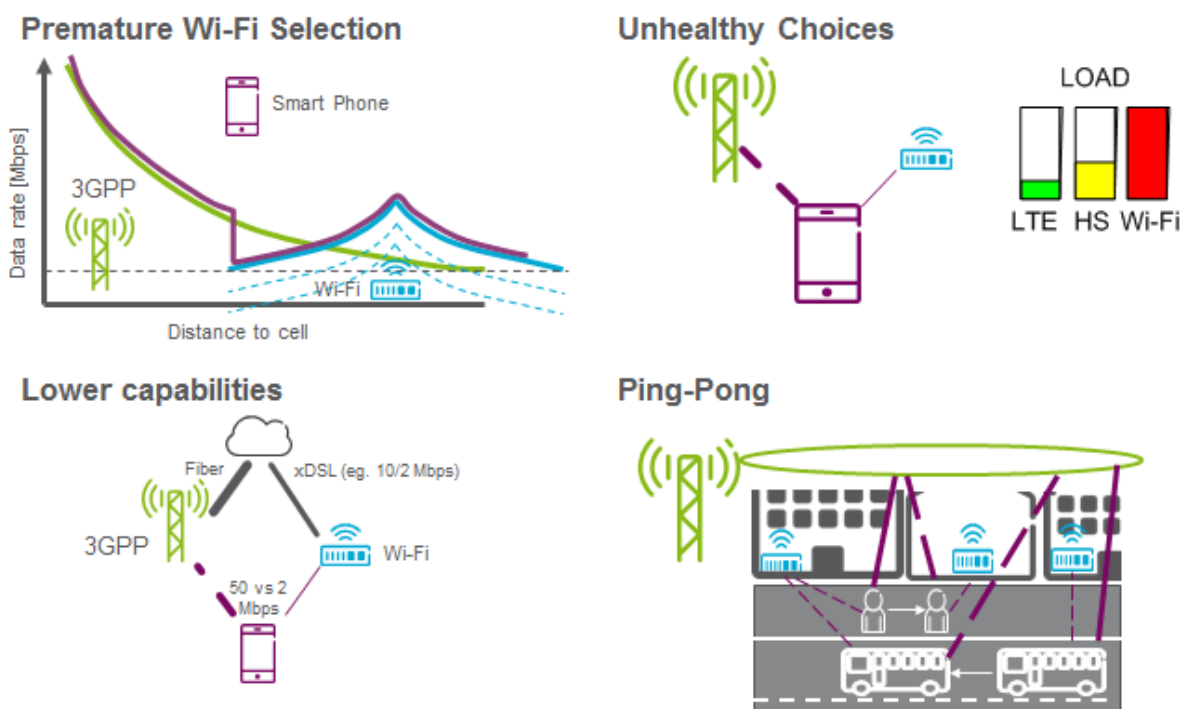 Premature Wi-Fi Selection
Data rate [Mbps]
Smart Phone
3GPP
Wi-Fi
Distance to cell
Unhealthy Choices
LOAD
LTE HS Wi-Fi
Lower capabilities
Fiber
xDSL (eg. 10/2 Mbps)
3GPP
Wi-Fi
50 vs 2
Mbps
Ping-Pong